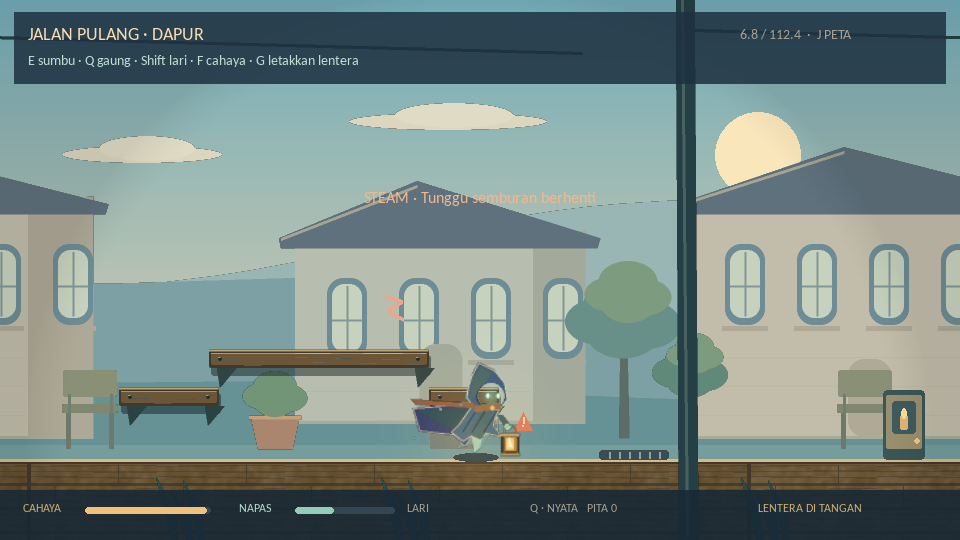 JALAN PULANG · DAPUR
6.8 / 112.4 · J PETA
E sumbu · Q gaung · Shift lari · F cahaya · G letakkan lentera
STEAM · Tunggu semburan berhenti
!
CAHAYA NAPAS LARI Q · NYATA PITA 0 LENTERA DI TANGAN